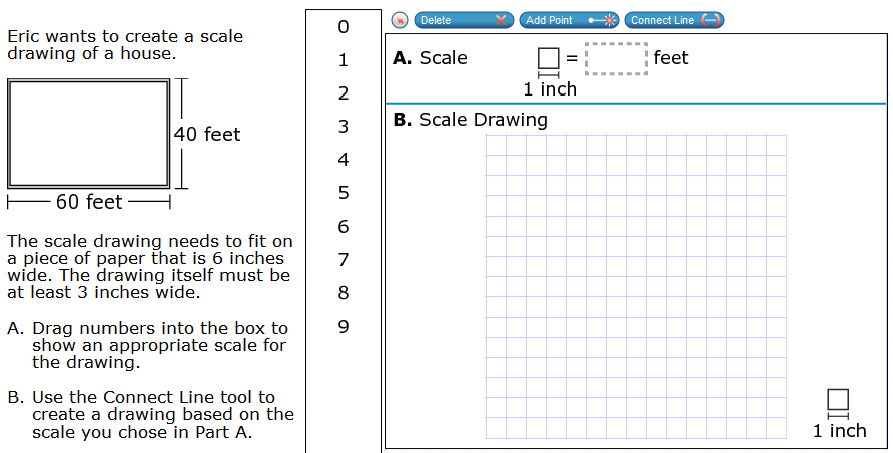 Eric wants to create a scale
drawing of a house.
40 feet
60 feet
The scale drawing needs to fit on
a piece of paper that is 6 inches
wide. The drawing itself must be
at least 3 inches wide.
A. Drag numbers into the box to
show an appropriate scale for
the drawing.
B. Use the Connect Line tool to
create a drawing based on the
scale you chose in Part A.
0
1
2
3
4
5
6
7
8
9
Delete
Add Point
Connect Line
A. Scale
= feet
1 inch
B. Scale Drawing
1 inch